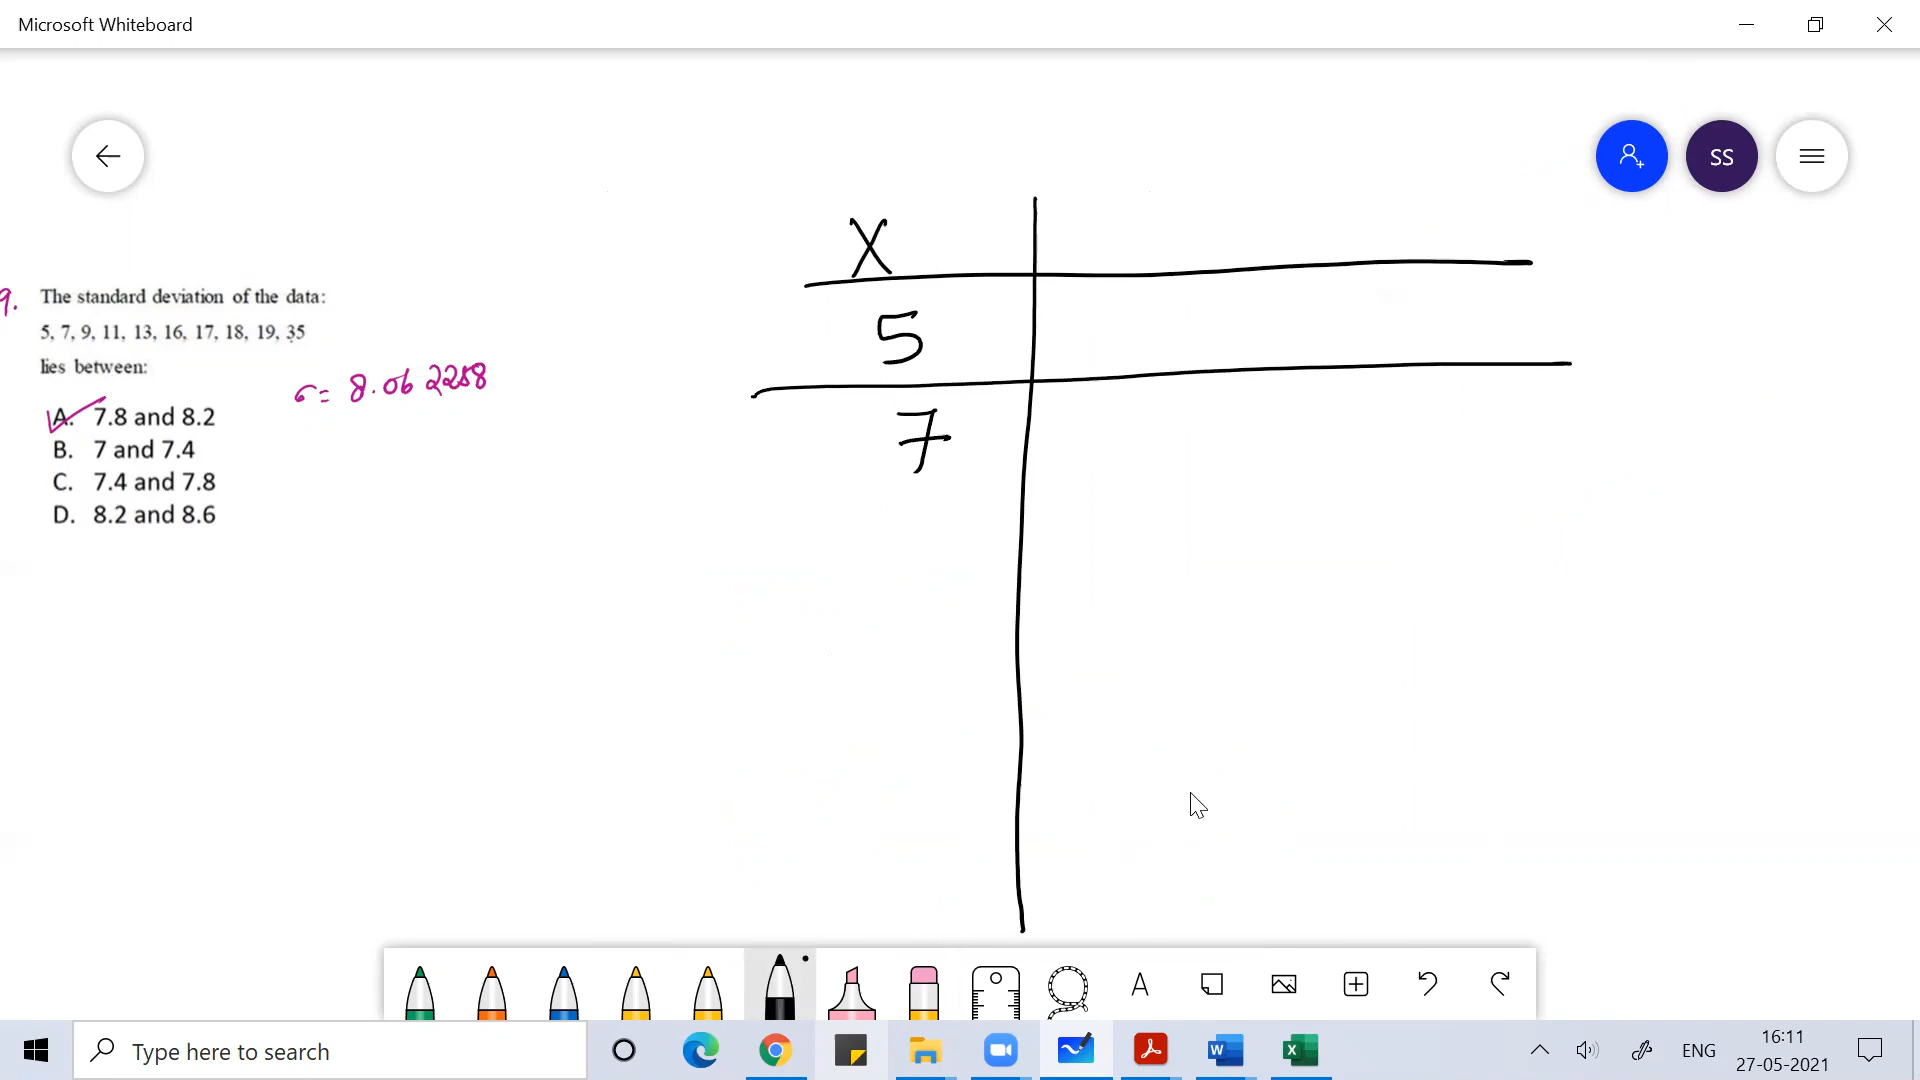 Microsoft Whiteboard
SS
X
5
7
9. The standard deviation of the data:
5, 7, 9, 11, 13, 16, 17, 18, 19, 35
lies between:
σ = 8.062258
A. 7.8 and 8.2
B. 7 and 7.4
C. 7.4 and 7.8
D. 8.2 and 8.6
A
Type here to search
ENG
16:11
27-05-2021